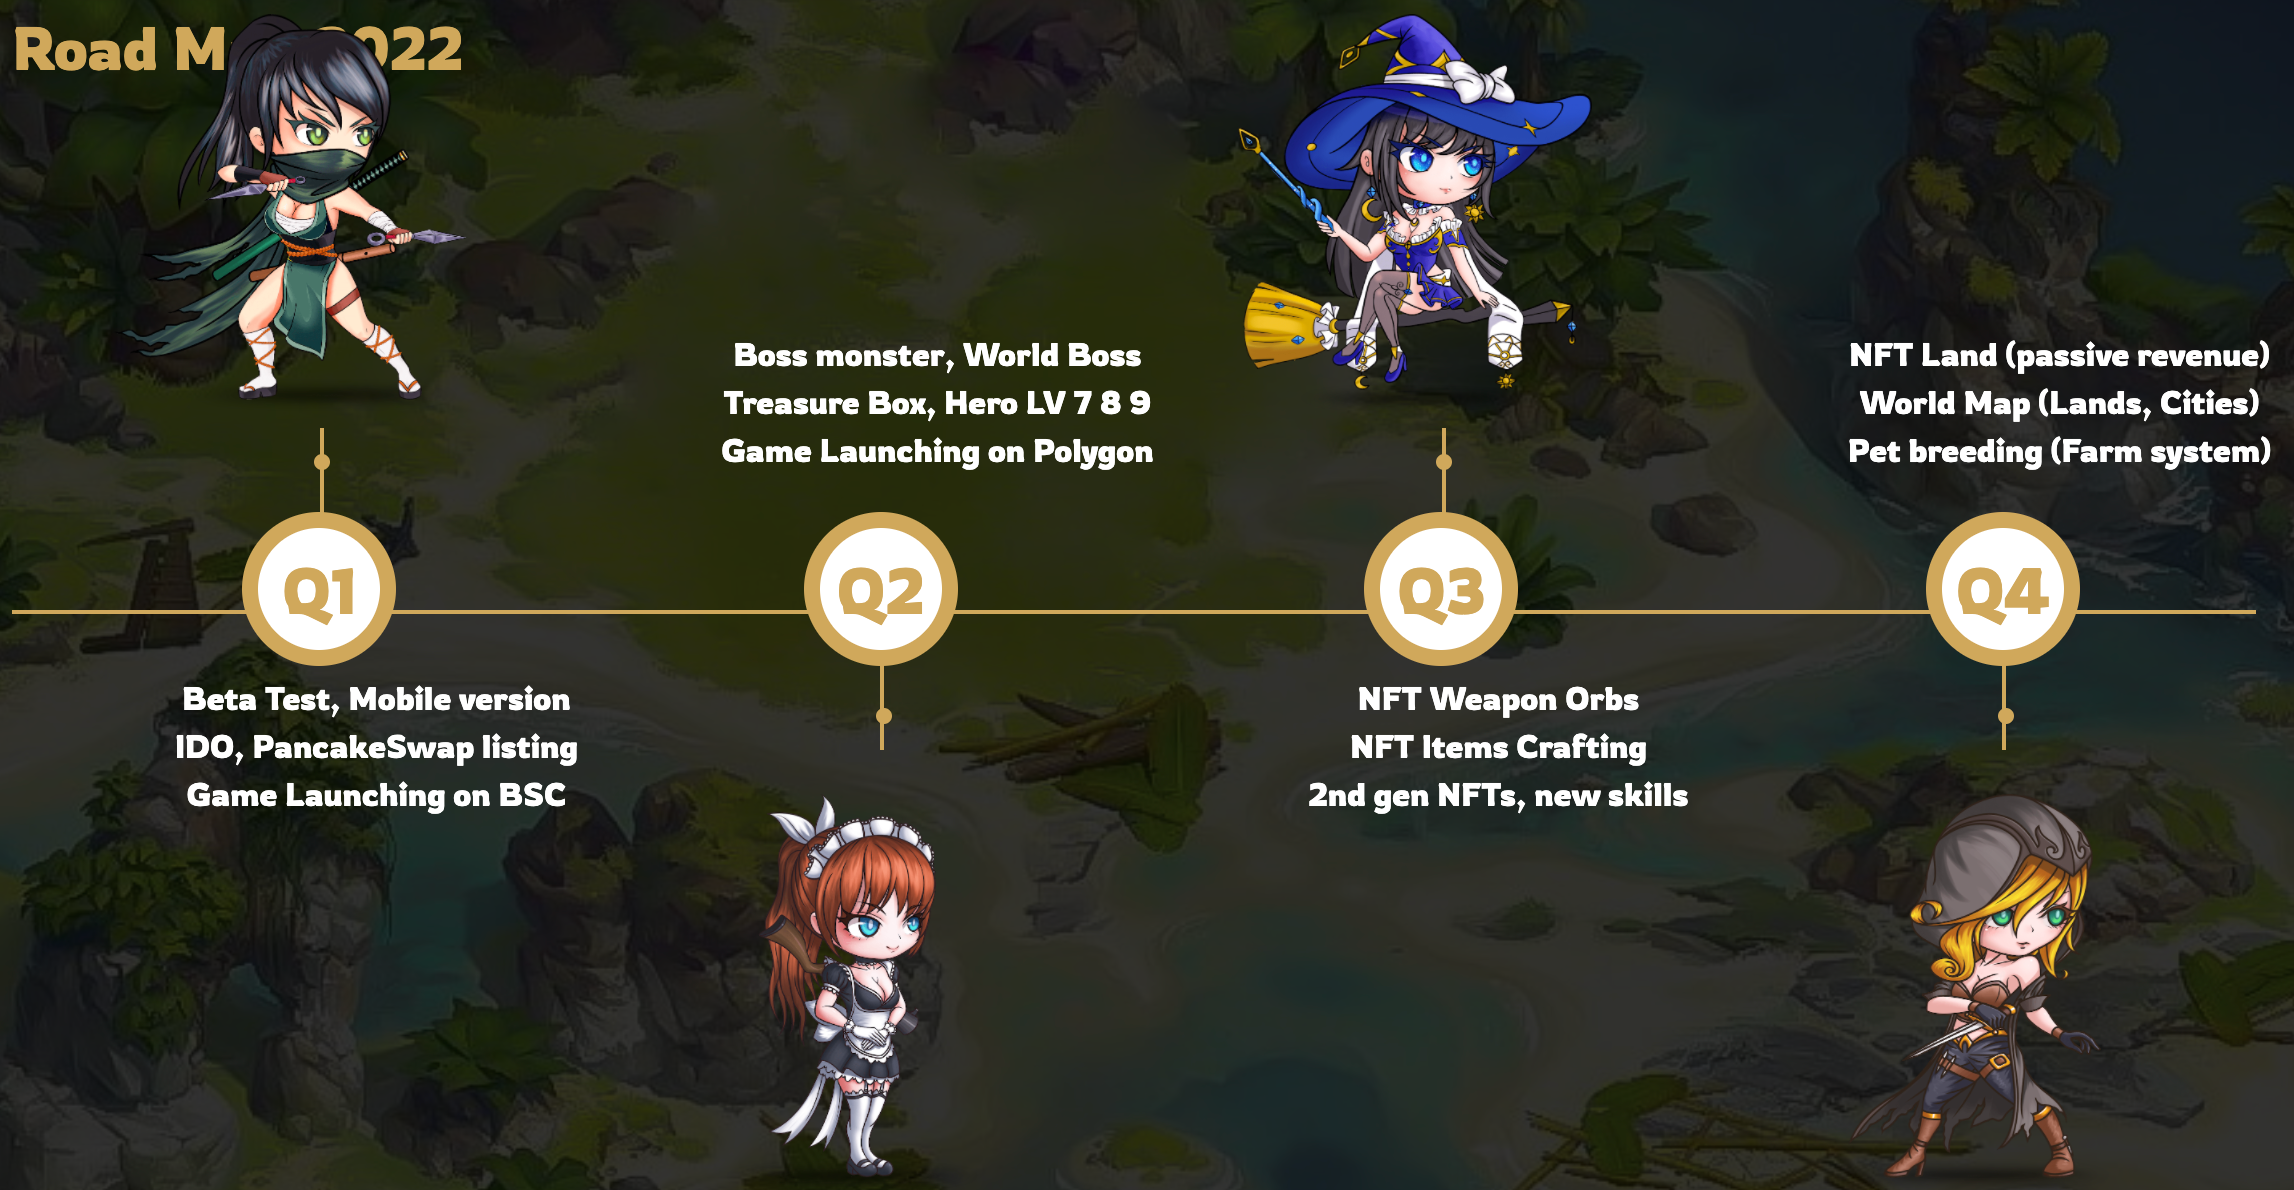 Road M 022
Boss monster, World Boss
Treasure Box, Hero LV 7 8 9
Game Launching on Polygon
NFT Land (passive revenue)
World Map (Lands, Cities)
Pet breeding (Farm system)
Q1
Q2
Q3
Q4
Beta Test, Mobile version
IDO, PancakeSwap listing
Game Launching on BSC
NFT Weapon Orbs
NFT Items Crafting
2nd gen NFTs, new skills